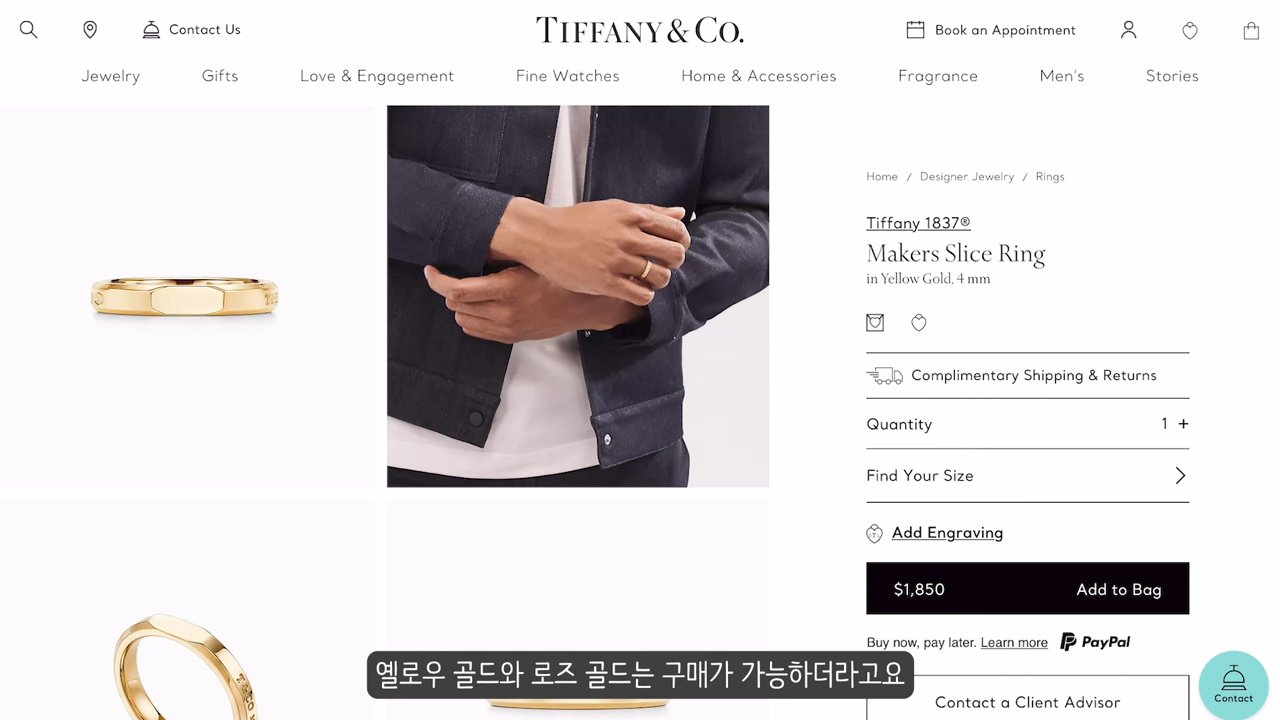 Contact Us
TIFFANY & CO.
Book an Appointment
Jewelry
Gifts
Love & Engagement
Fine Watches
Home & Accessories
Fragrance
Men's
Stories
Home / Designer Jewelry / Rings
Tiffany 1837®
Makers Slice Ring
in Yellow Gold, 4 mm
Complimentary Shipping & Returns
Quantity 1 +
Find Your Size
Add Engraving
$1,850 Add to Bag
Buy now, pay later. Learn more PayPal
Contact a Client Advisor
Contact
옐로우 골드와 로즈 골드는 구매가 가능하더라고요